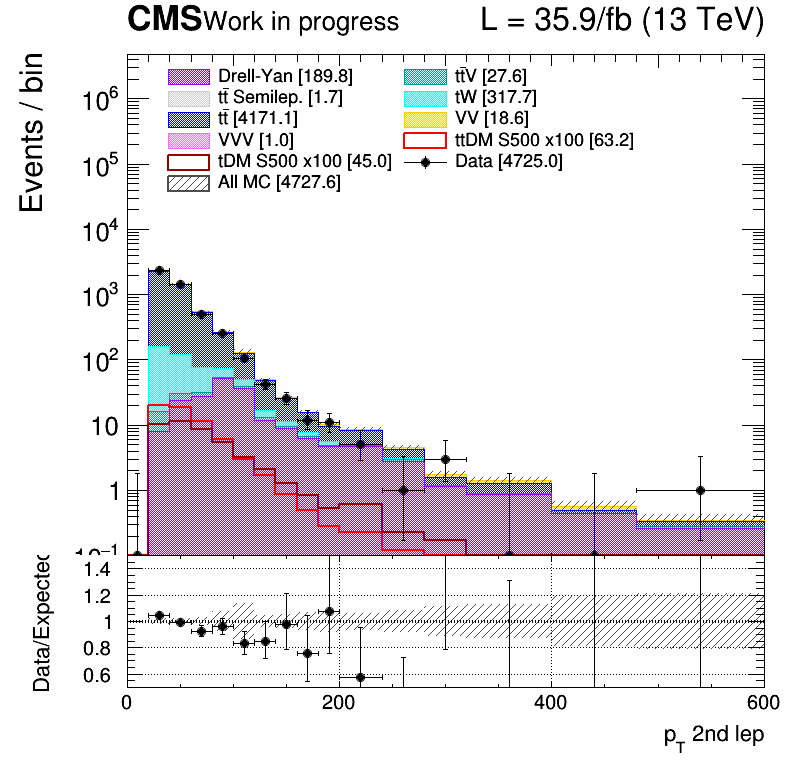 CMS Work in progress L = 35.9/fb (13 TeV)
Events / bin
Drell-Yan [189.8] tt̄V [27.6]
tt̄ Semilep. [1.7] tW [317.7]
tt̄ [4171.1] VV [18.6]
VVV [1.0] ttDM S500 x100 [63.2]
tDM S500 x100 [45.0] Data [4725.0]
All MC [4727.6]
10⁶
10⁵
10⁴
10³
10²
10
1
10⁻¹
Data/Expected
1.4
1.2
1
0.8
0.6
0 200 400 600
p_T 2nd lep